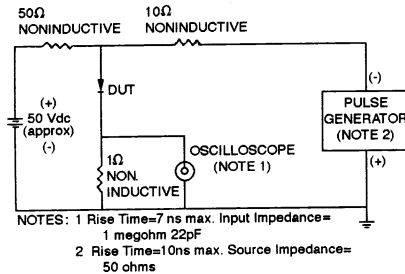 50Ω
NONINDUCTIVE
10Ω
NONINDUCTIVE
DUT
(+)
50 Vdc
(approx)
(-)
1Ω
NON.
INDUCTIVE
OSCILLOSCOPE
(NOTE 1)
(-)
PULSE
GENERATOR
(NOTE 2)
(+)
NOTES: 1 Rise Time=7 ns max. Input Impedance=
1 megohm 22pF
2 Rise Time=10ns max. Source Impedance=
50 ohms